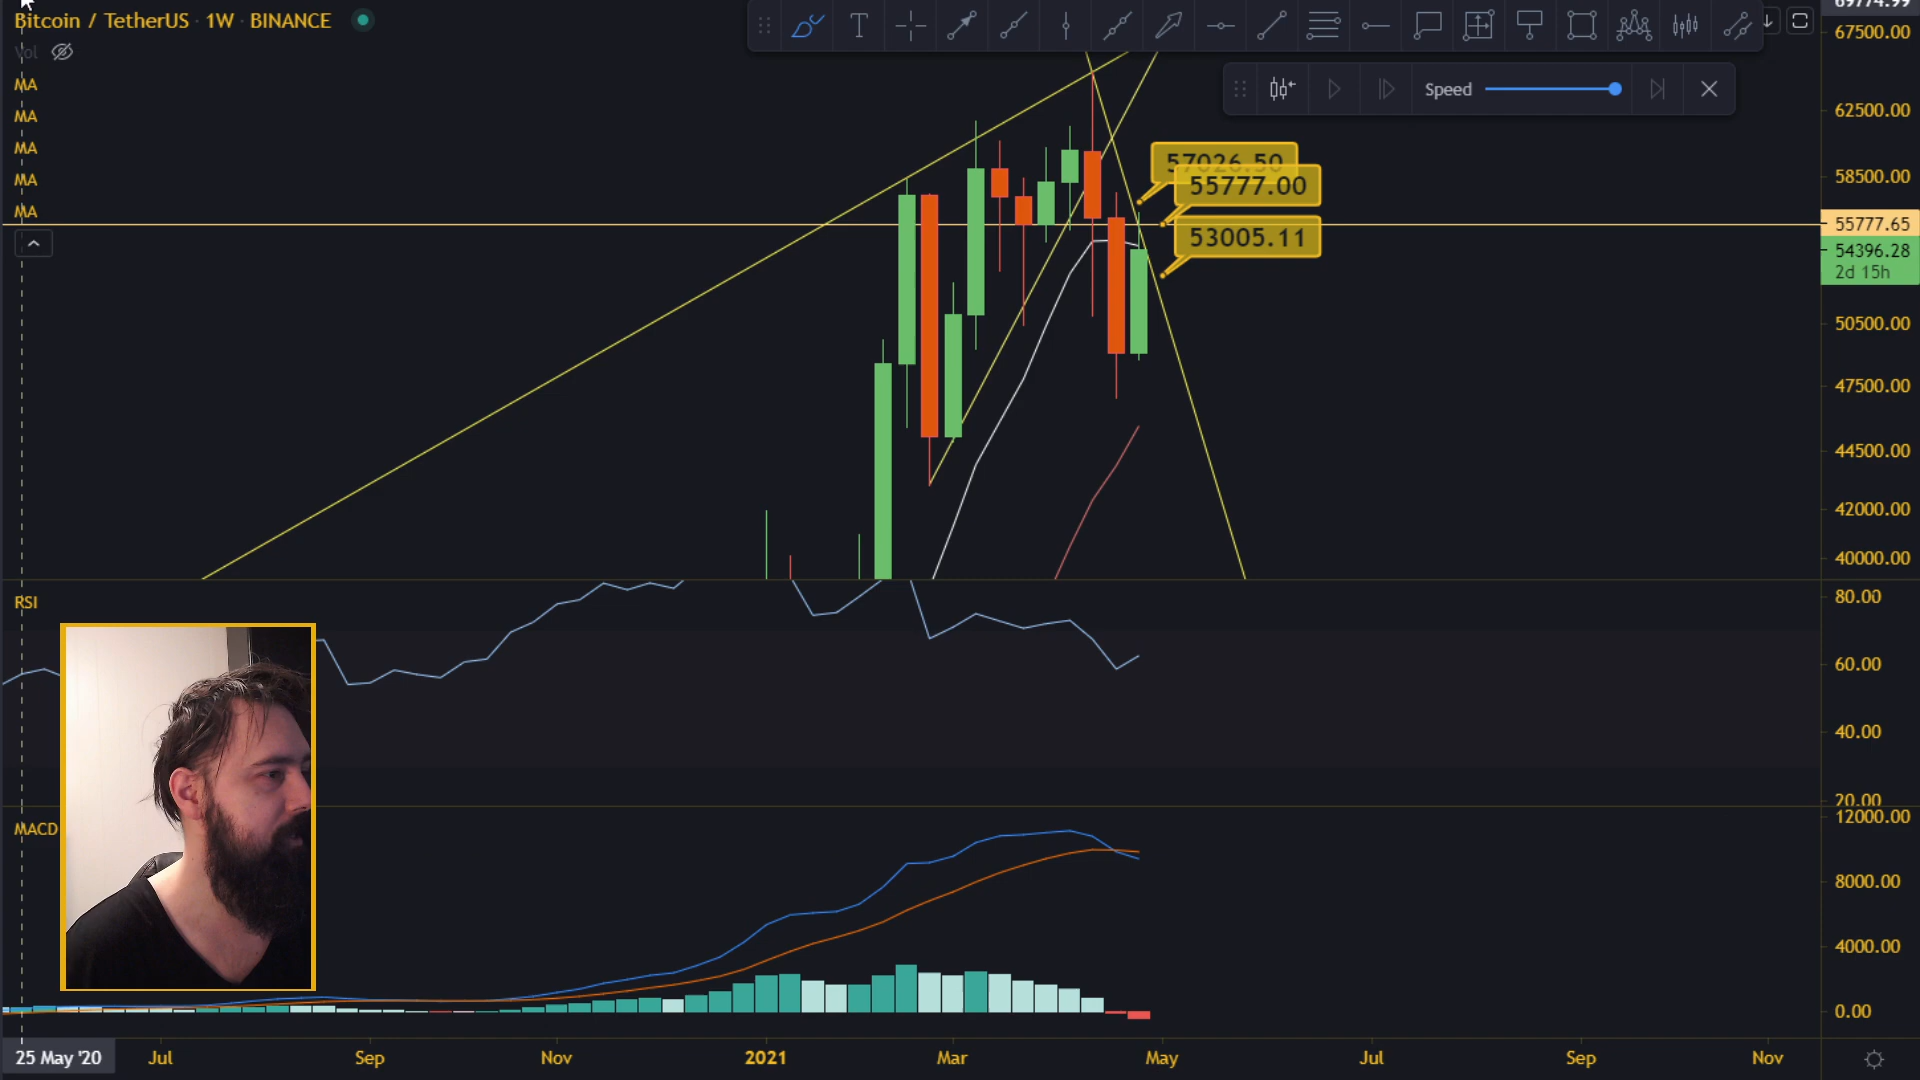 Bitcoin / TetherUS · 1W · BINANCE
Vol
MA
MA
MA
MA
MA
Speed
57026.50
55777.00
53005.11
69774.99
67500.00
62500.00
58500.00
55777.65
54396.28
2d 15h
50500.00
47500.00
44500.00
42000.00
40000.00
RSI
80.00
60.00
40.00
20.00
MACD
12000.00
8000.00
4000.00
0.00
25 May '20
Jul
Sep
Nov
2021
Mar
May
Jul
Sep
Nov